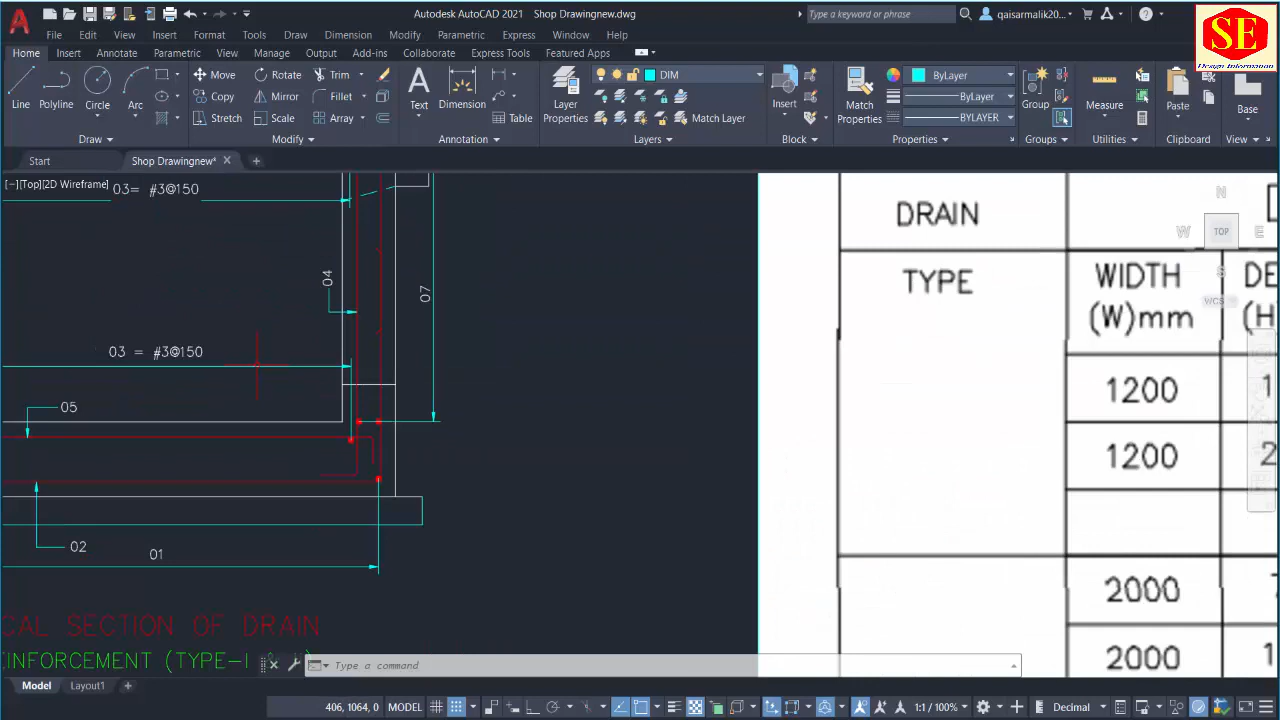 Autodesk AutoCAD 2021 Shop Drawingnew.dwg
Type a keyword or phrase
qaisarmalik20...
SE
Design Information
File Edit View Insert Format Tools Draw Dimension Modify Parametric Express Window Help
Home Insert Annotate Parametric View Manage Output Add-ins Collaborate Express Tools Featured Apps
Line Polyline Circle Arc
Move Rotate Trim
Copy Mirror Fillet
Stretch Scale Array
Text Dimension Table
Layer Properties
DIM
Match Layer
Insert
Match Properties
ByLayer
ByLayer
BYLAYER
Group Measure Paste Base
Draw Modify Annotation Layers Block Properties Groups Utilities Clipboard View
Start Shop Drawingnew*
[−][Top][2D Wireframe]
03= #3@150
04
07
03 = #3@150
05
02
01
CAL SECTION OF DRAIN
INFORCEMENT (TYPE-I
DRAIN
TYPE
WIDTH
(W)mm
DE
(H
1200
1200
2000
2000
N
W TOP E
S
WCS
Type a command
Model Layout1
406, 1064, 0 MODEL 1:1 / 100% Decimal